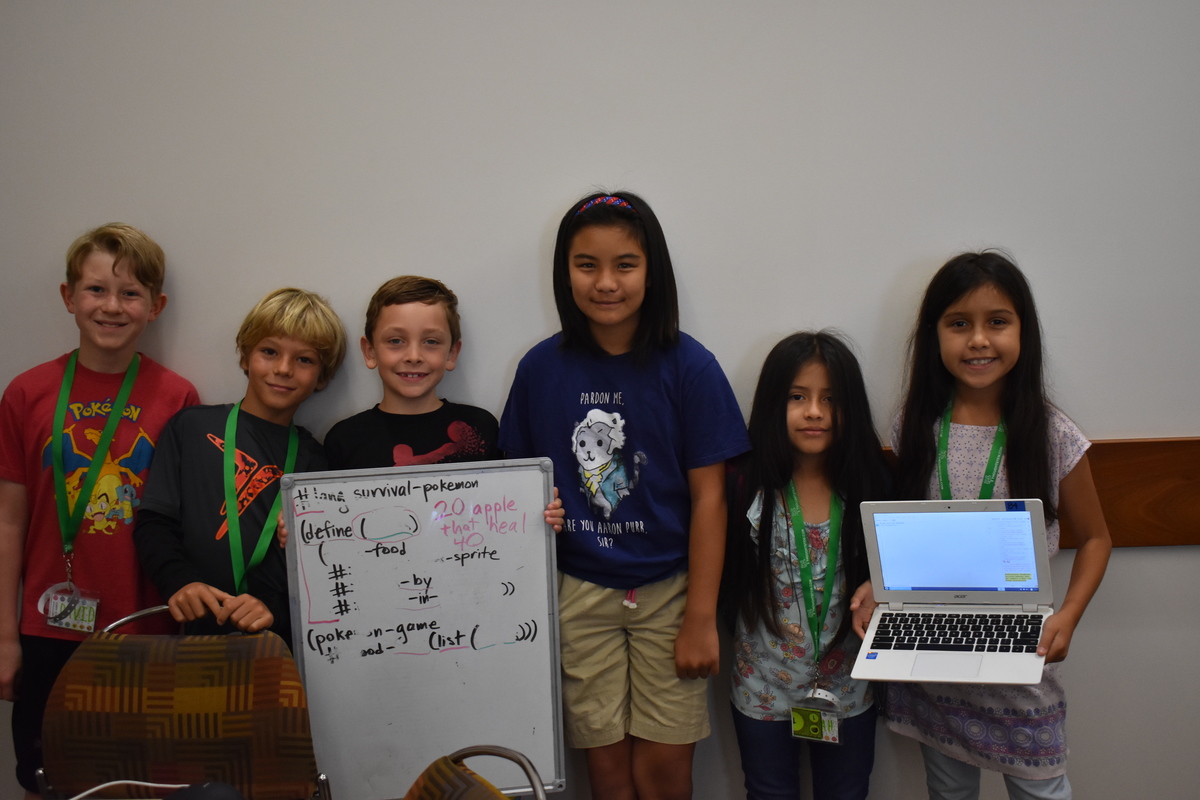 POKéMON
PARDON ME,
ARE YOU AARON PURR,
SIR?
#lang survival-pokemon
(define (
20 apple
that heal
40
( -food -sprite
#:
#: -by ))
#: -in-
-game
(list ( )))
acer